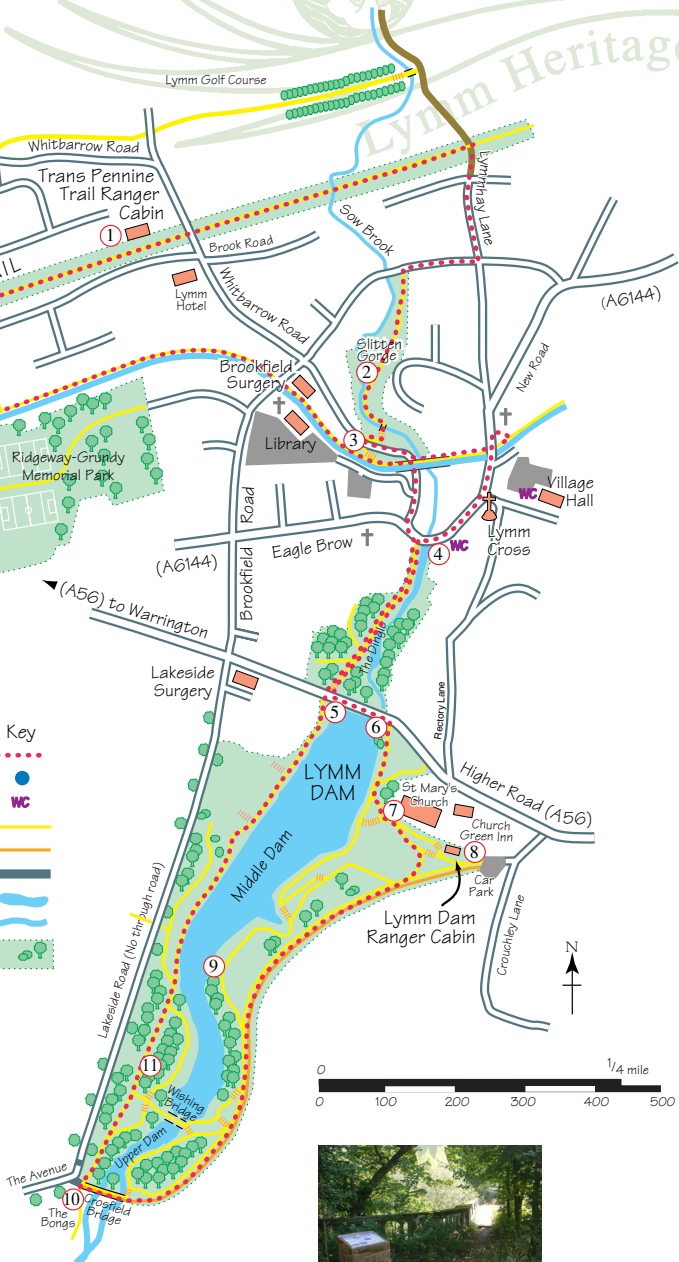 Lymm Heritage
Lymm Golf Course
Whitbarrow Road
Trans Pennine
Trail Ranger
Cabin
1
Lymmhay Lane
Sow Brook
Brook Road
IL
Lymm
Hotel
Whitbarrow Road
(A6144)
Slitten
Gorge
2
New Road
Brookfield
Surgery
Library
3
Ridgeway-Grundy
Memorial Park
WC
Village
Hall
Lymm
Cross
Brookfield Road
Eagle Brow
(A6144)
4
WC
(A56) to Warrington
The Dingle
Lakeside
Surgery
Rectory Lane
5
6
Key
WC
LYMM
DAM
Higher Road (A56)
St Mary's
Church
7
Church
Green Inn
8
Car
Park
Middle Dam
Lymm Dam
Ranger Cabin
Crouchley Lane
Lakeside Road (No through road)
9
N
11
Wishing
Bridge
0
1/4 mile
0 100 200 300 400 500
Upper Dam
The Avenue
10
Crosfield
Bridge
The
Bongs